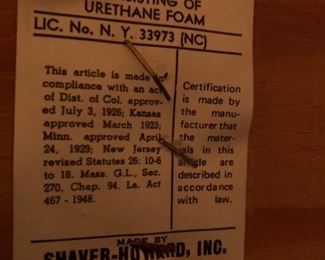 CONSISTING OF
URETHANE FOAM
LIC. No. N. Y. 33973 (NC)
This article is made in
compliance with an act
of Dist. of Col. approv-
ed July 3, 1926; Kansas
approved March 1923;
Minn. approved April
24, 1929; New Jersey
revised Statutes 26: 10-6
to 18. Mass. G.L., Sec.
270, Chap. 94. La. Act
467 - 1948.
Certification
is made by
the manu-
facturer that
the mater-
ials in this
article are
described in
accordance
with law.
MADE BY
SHAVER-HOWARD, INC.